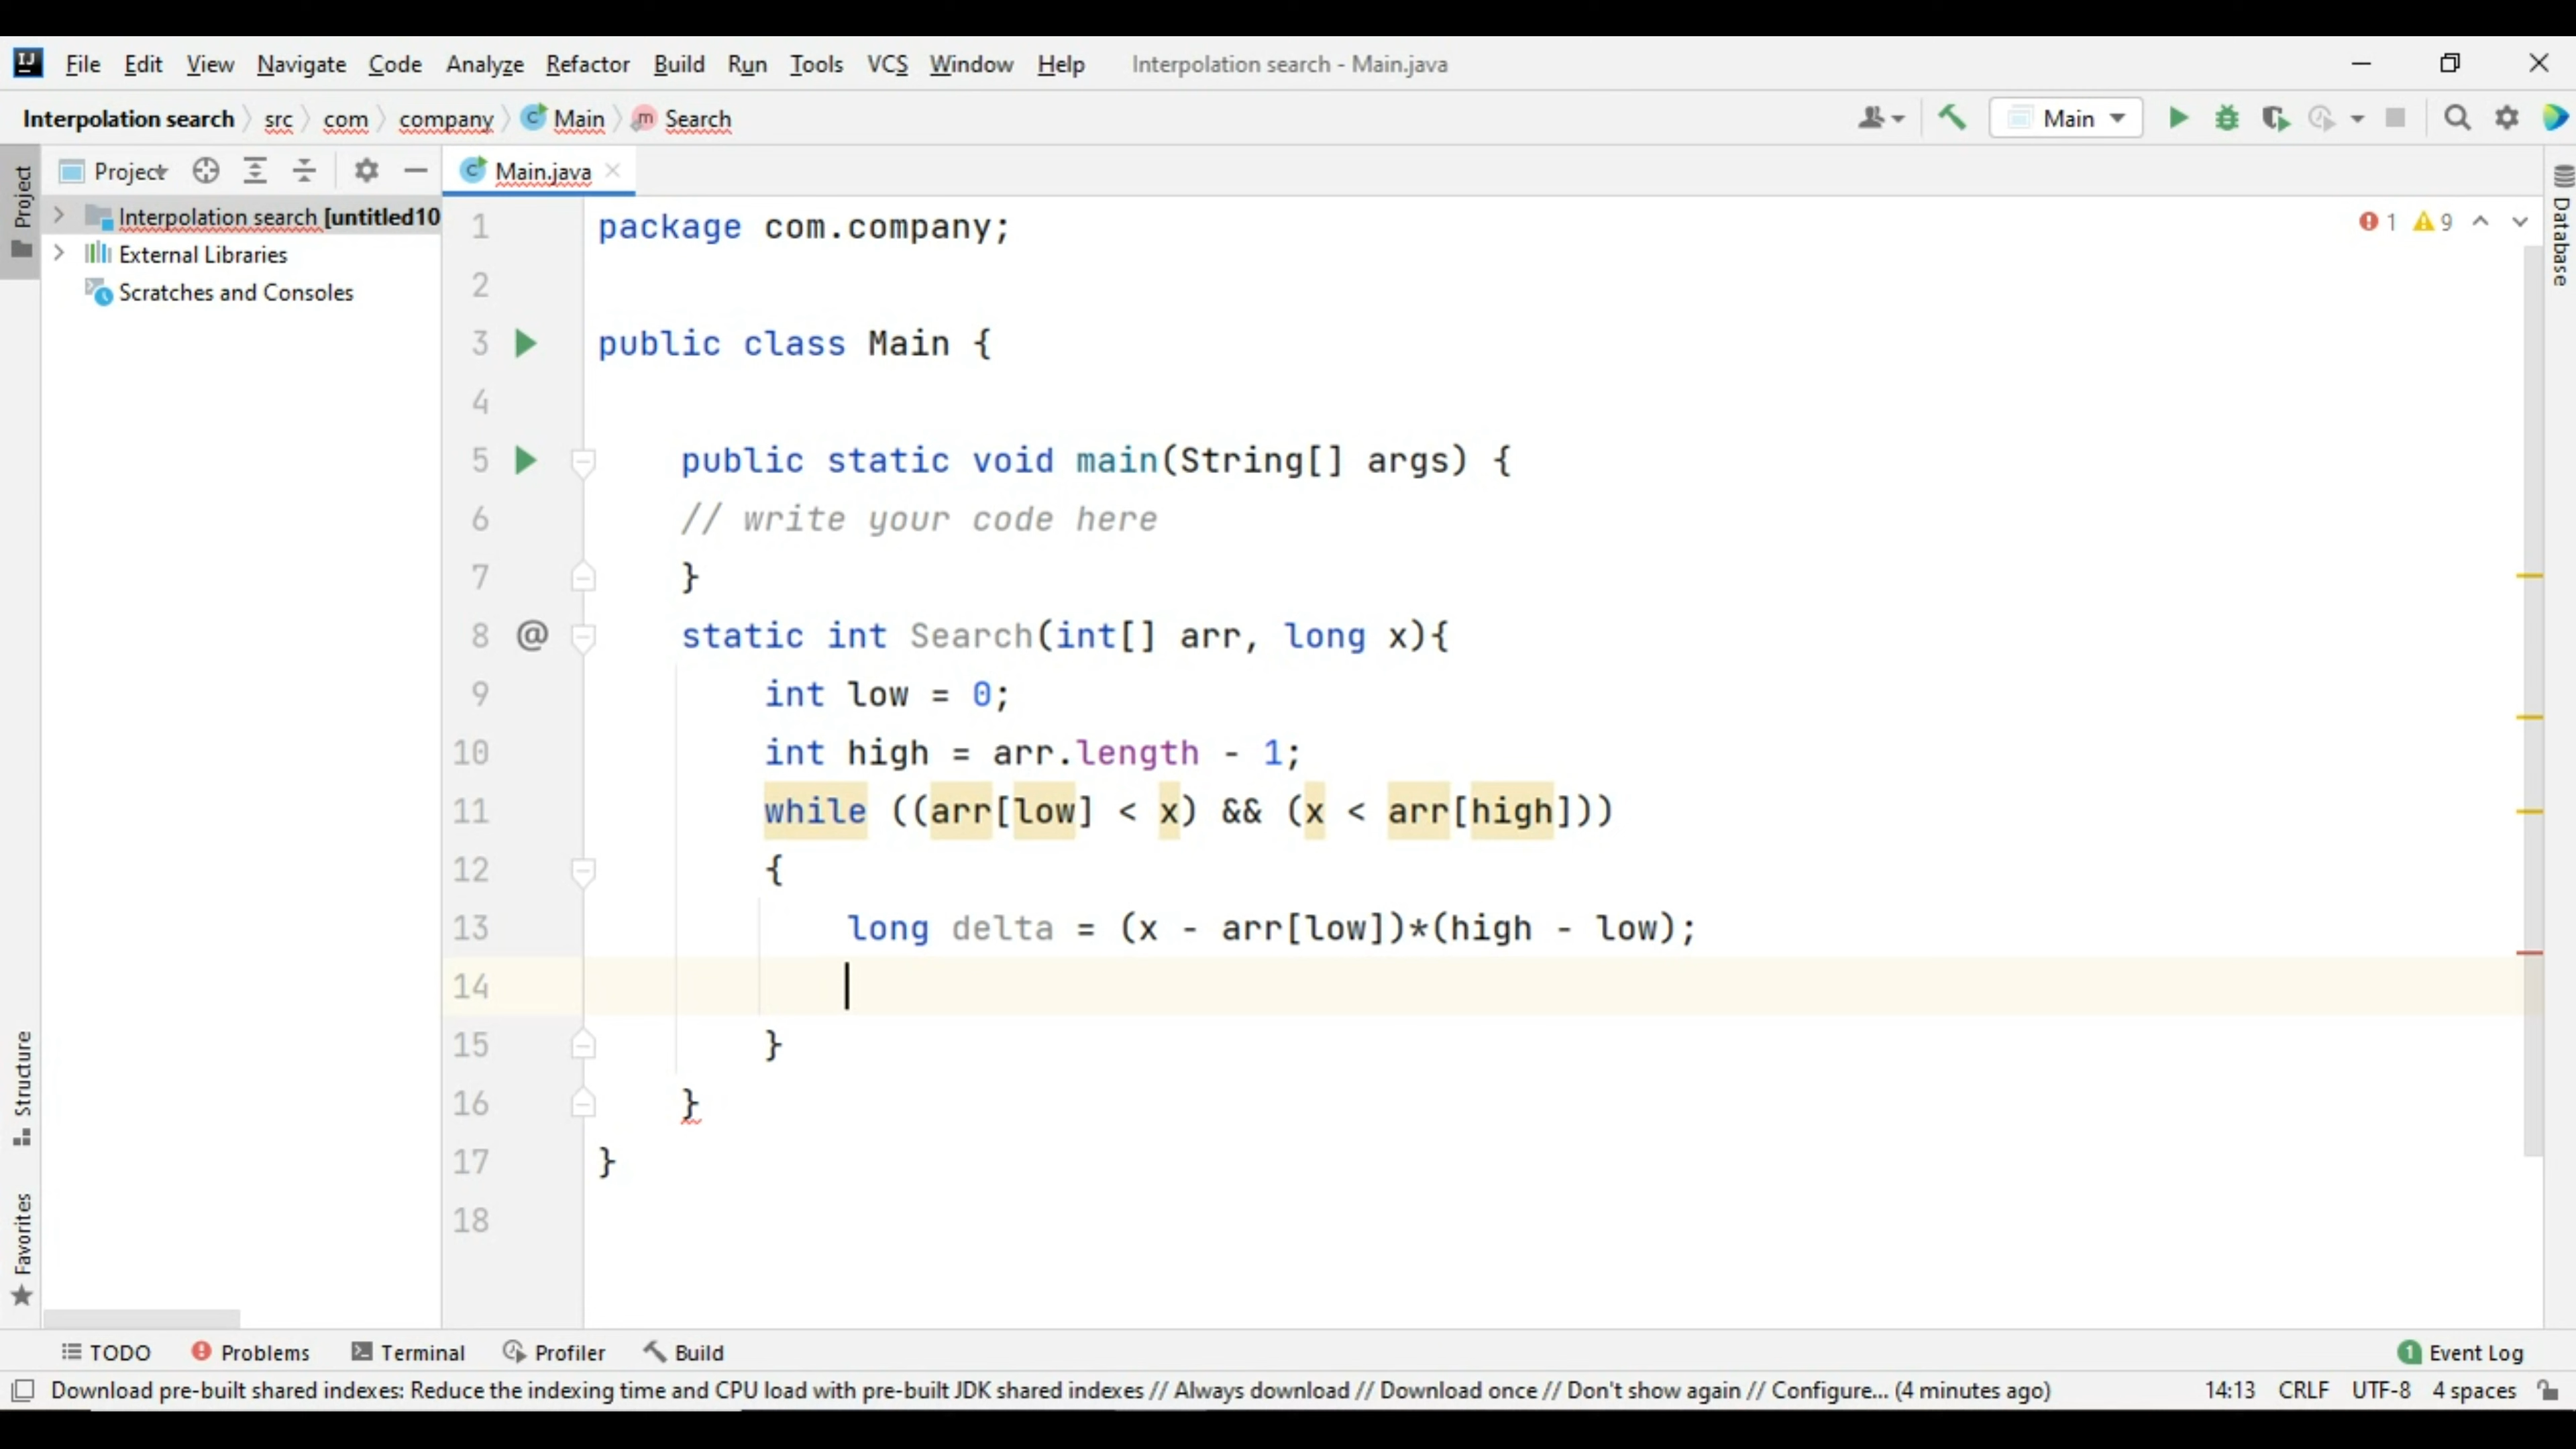 File Edit View Navigate Code Analyze Refactor Build Run Tools VCS Window Help Interpolation search - Main.java
Interpolation search src com company Main Search Main
Project Main.java
Interpolation search [untitled10
External Libraries
Scratches and Consoles
Project
Structure
Favorites
1 package com.company;
2
3 public class Main {
4
5 public static void main(String[] args) {
6 // write your code here
7 }
8 @ static int Search(int[] arr, long x){
9 int low = 0;
10 int high = arr.length - 1;
11 while ((arr[low] < x) && (x < arr[high]))
12 {
13 long delta = (x - arr[low])*(high - low);
14
15 }
16 }
17 }
18
1 9
Database
TODO Problems Terminal Profiler Build 1 Event Log
Download pre-built shared indexes: Reduce the indexing time and CPU load with pre-built JDK shared indexes // Always download // Download once // Don't show again // Configure... (4 minutes ago) 14:13 CRLF UTF-8 4 spaces